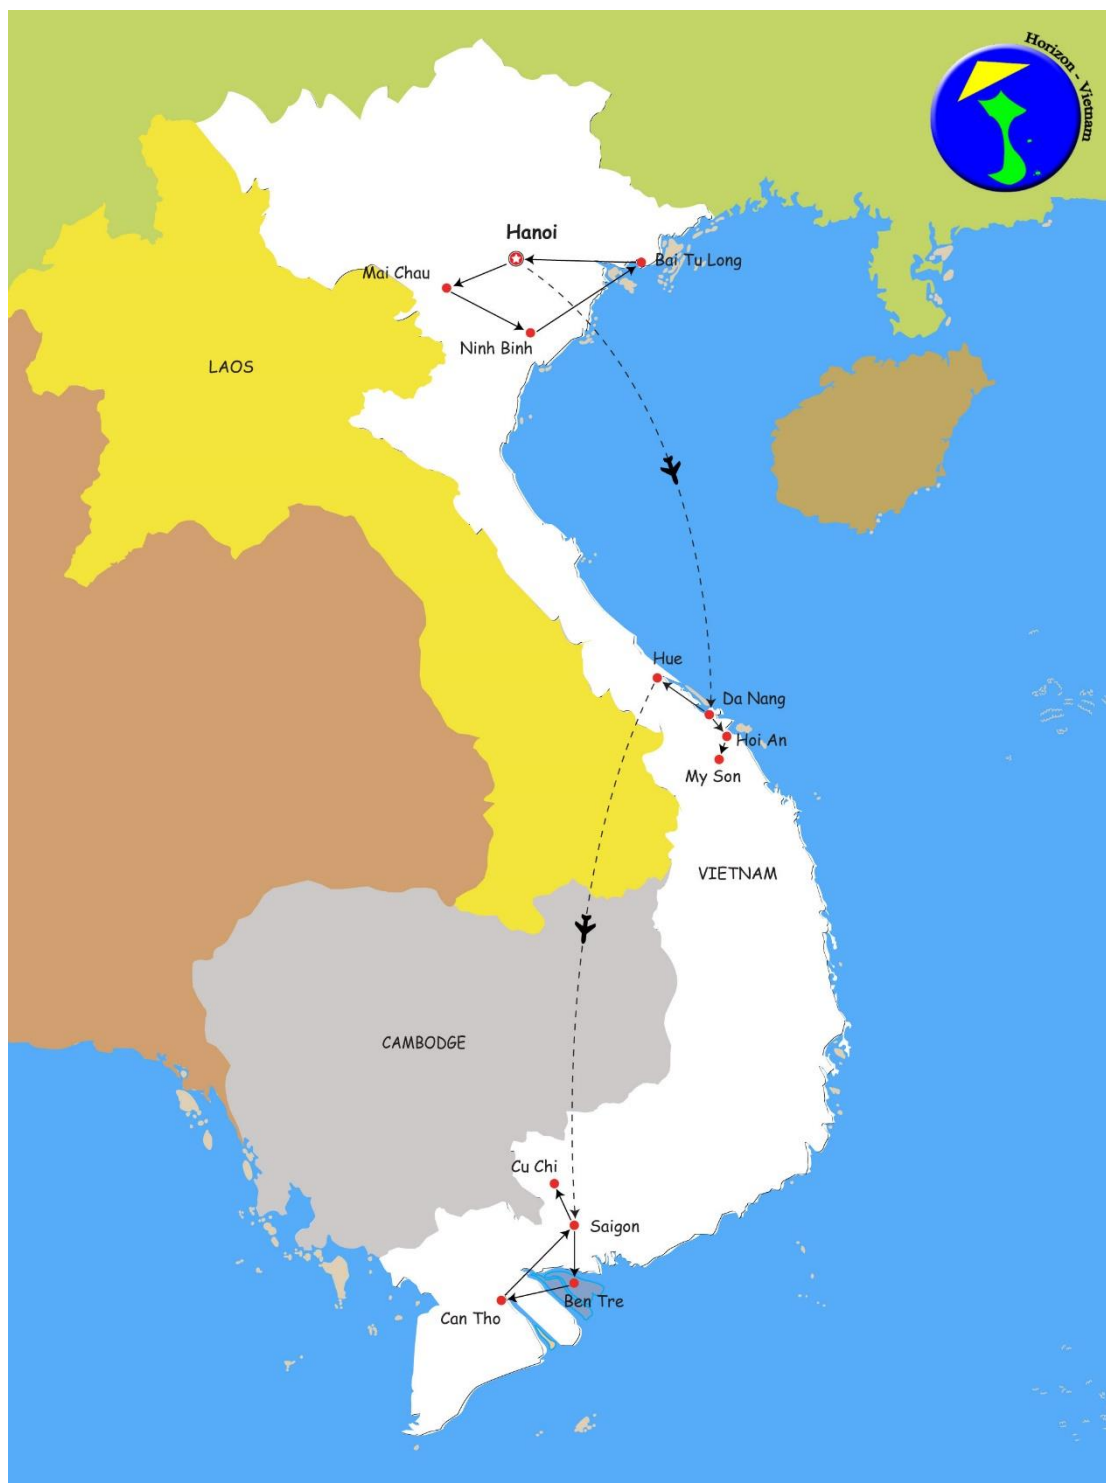 Horizon - Vietnam
Hanoi
Mai Chau
Bai Tu Long
Ninh Binh
LAOS
Hue
Da Nang
Hoi An
My Son
VIETNAM
CAMBODGE
Cu Chi
Saigon
Ben Tre
Can Tho